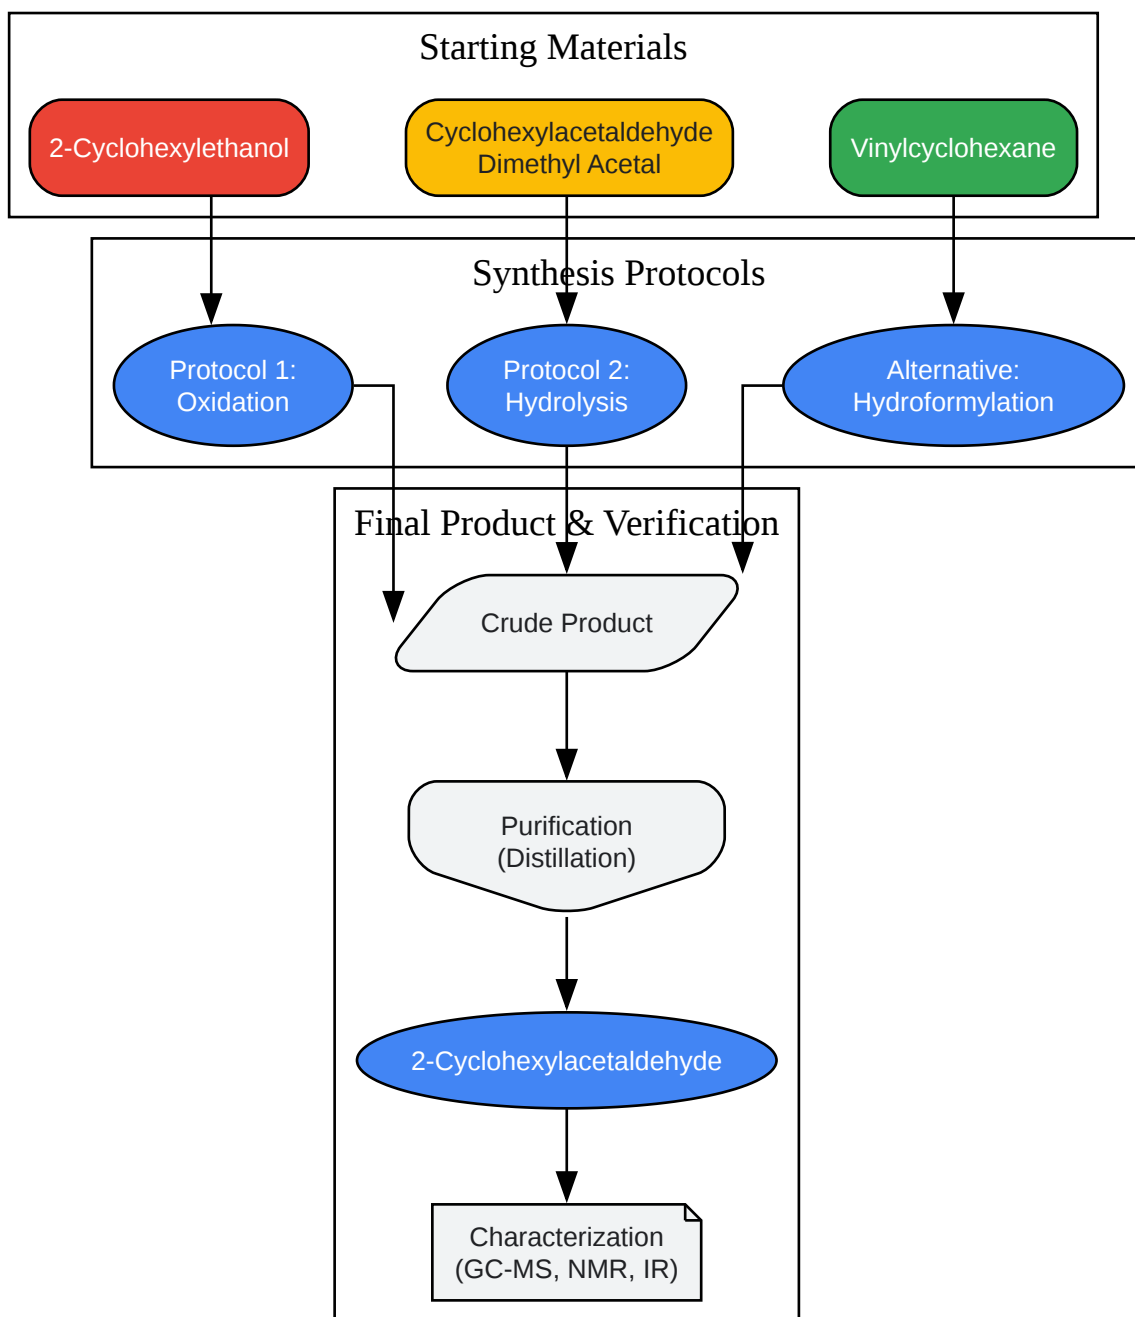 Starting Materials
2-Cyclohexylethanol
Cyclohexylacetaldehyde
Dimethyl Acetal
Vinylcyclohexane
Synthesis Protocols
Protocol 1:
Oxidation
Protocol 2:
Hydrolysis
Alternative:
Hydroformylation
Final Product & Verification
Crude Product
Purification
(Distillation)
2-Cyclohexylacetaldehyde
Characterization
(GC-MS, NMR, IR)